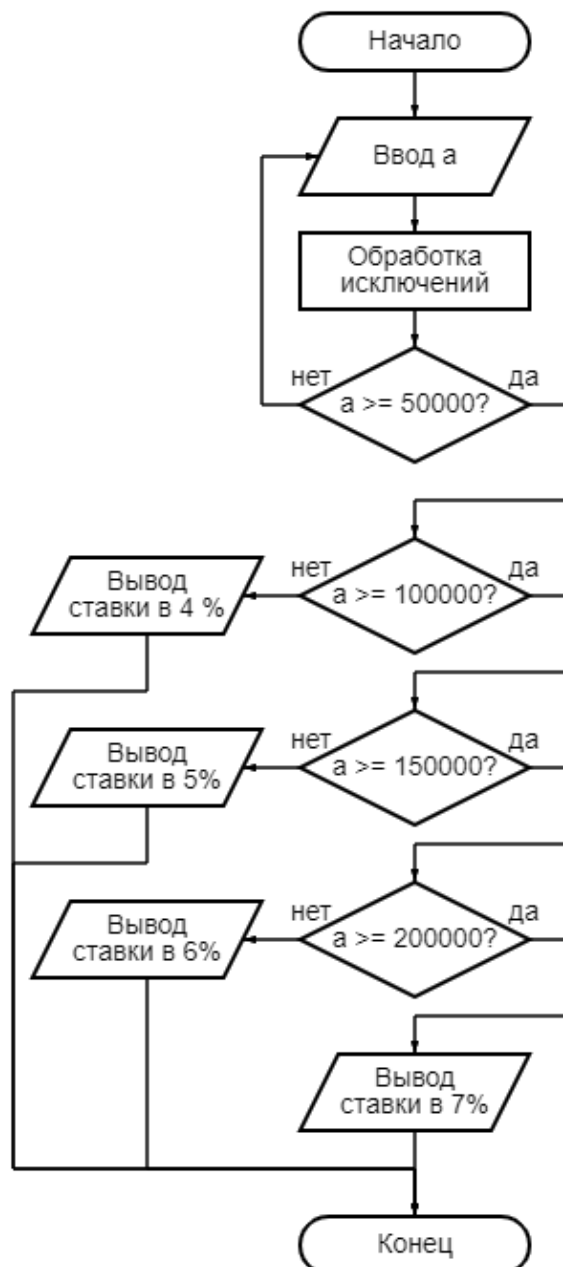 Начало
Ввод a
Обработка
исключений
нет
да
a >= 50000?
нет
да
Вывод
ставки в 4 %
a >= 100000?
нет
да
Вывод
ставки в 5%
a >= 150000?
нет
да
Вывод
ставки в 6%
a >= 200000?
Вывод
ставки в 7%
Конец